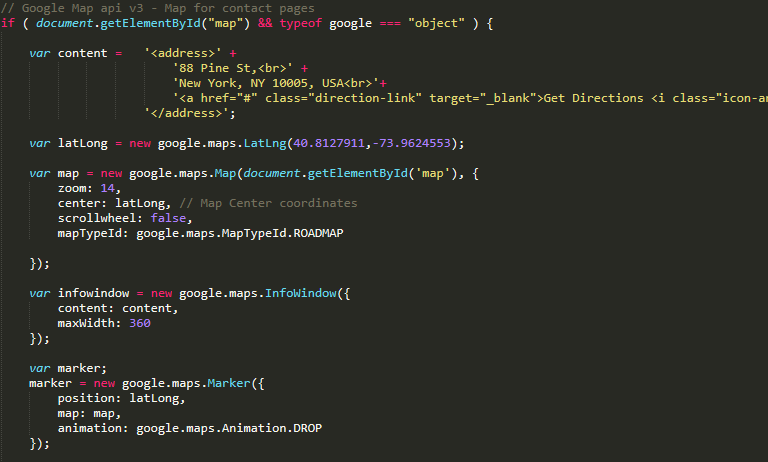 // Google Map api v3 - Map for contact pages
if ( document.getElementById("map") && typeof google === "object" ) {
var content =   '<address>' +
'88 Pine St,<br>' +
'New York, NY 10005, USA<br>'+
'<a href="#" class="direction-link" target="_blank">Get Directions <i class="icon-an
'</address>';
var latLong = new google.maps.LatLng(40.8127911,-73.9624553);
var map = new google.maps.Map(document.getElementById('map'), {
zoom: 14,
center: latLong, // Map Center coordinates
scrollwheel: false,
mapTypeId: google.maps.MapTypeId.ROADMAP
});
var infowindow = new google.maps.InfoWindow({
content: content,
maxWidth: 360
});
var marker;
marker = new google.maps.Marker({
position: latLong,
map: map,
animation: google.maps.Animation.DROP
});